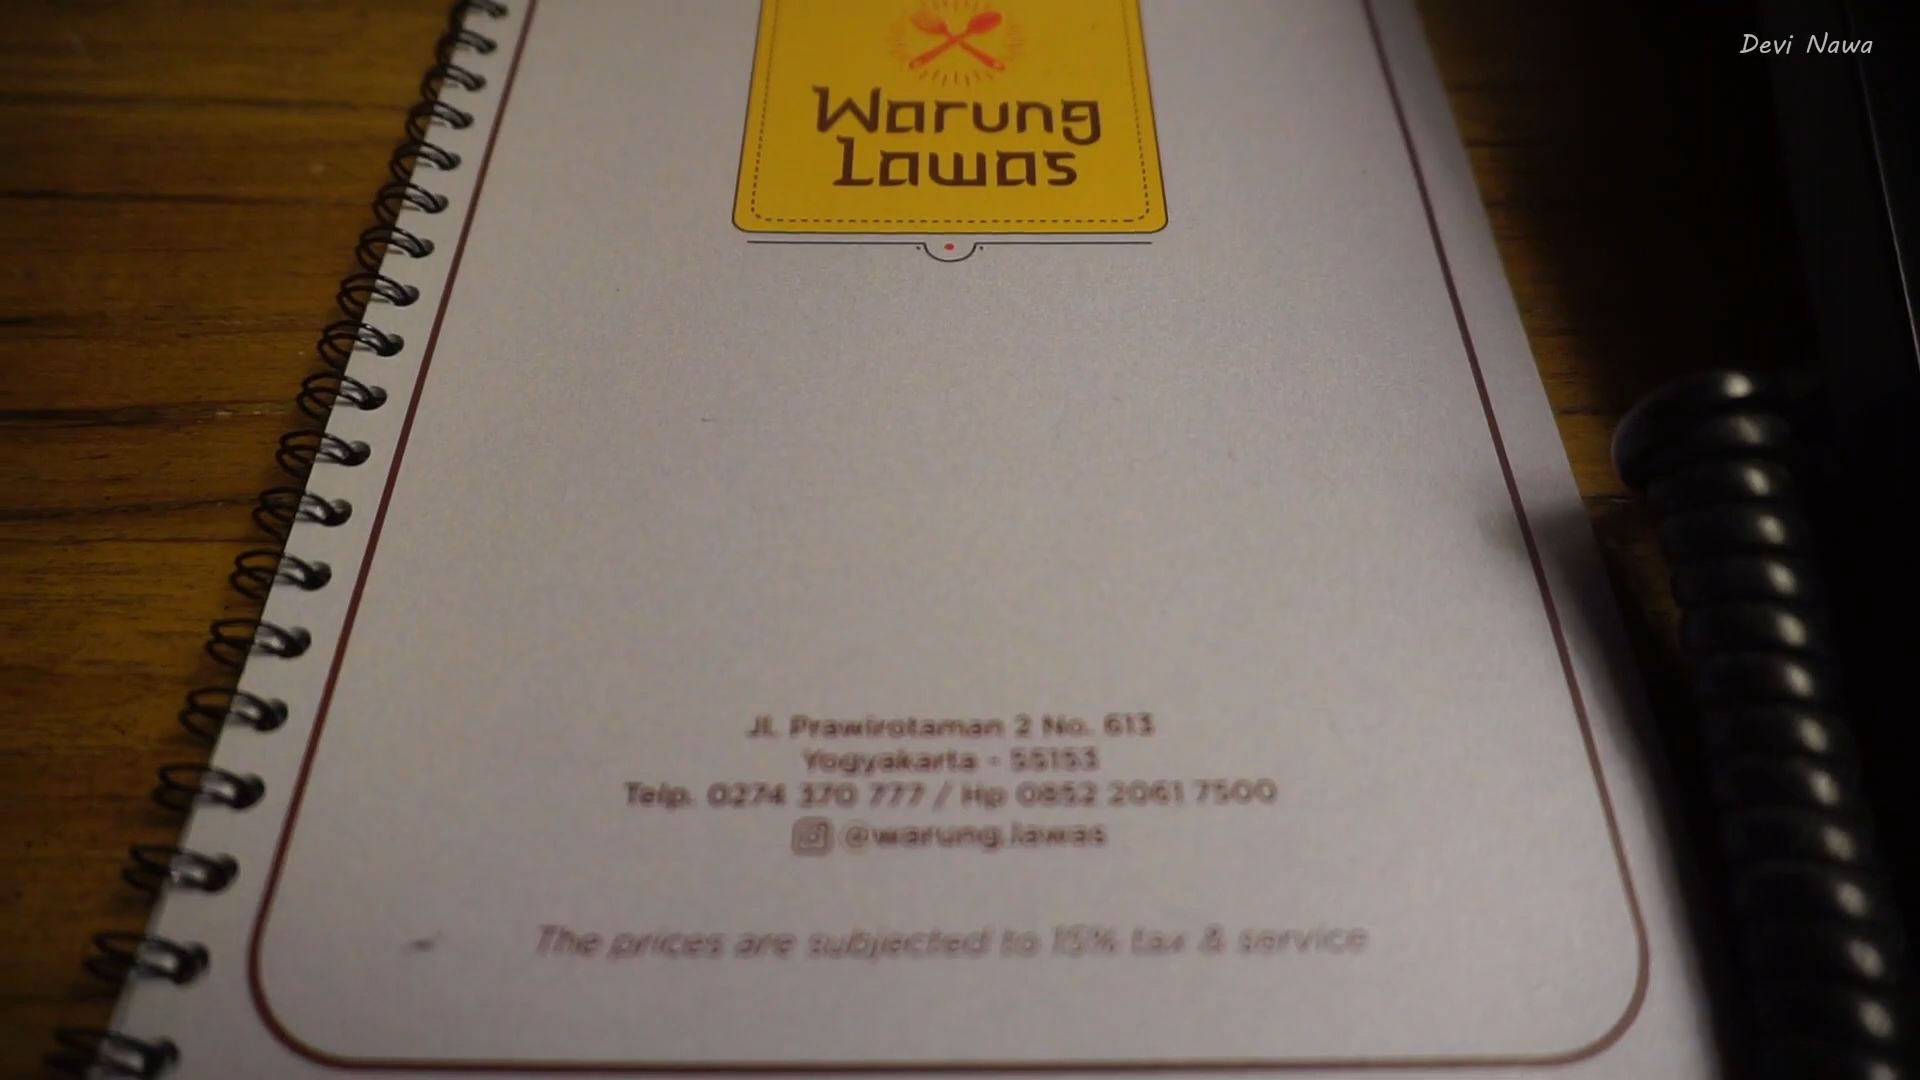 Devi Nawa
Warung
Lawas
Jl. Prawirotaman 2 No. 613
Yogyakarta - 55153
Telp. 0274 370 777 / Hp 0852 2061 7500
@warung.lawas
The prices are subjected to 15% tax & service